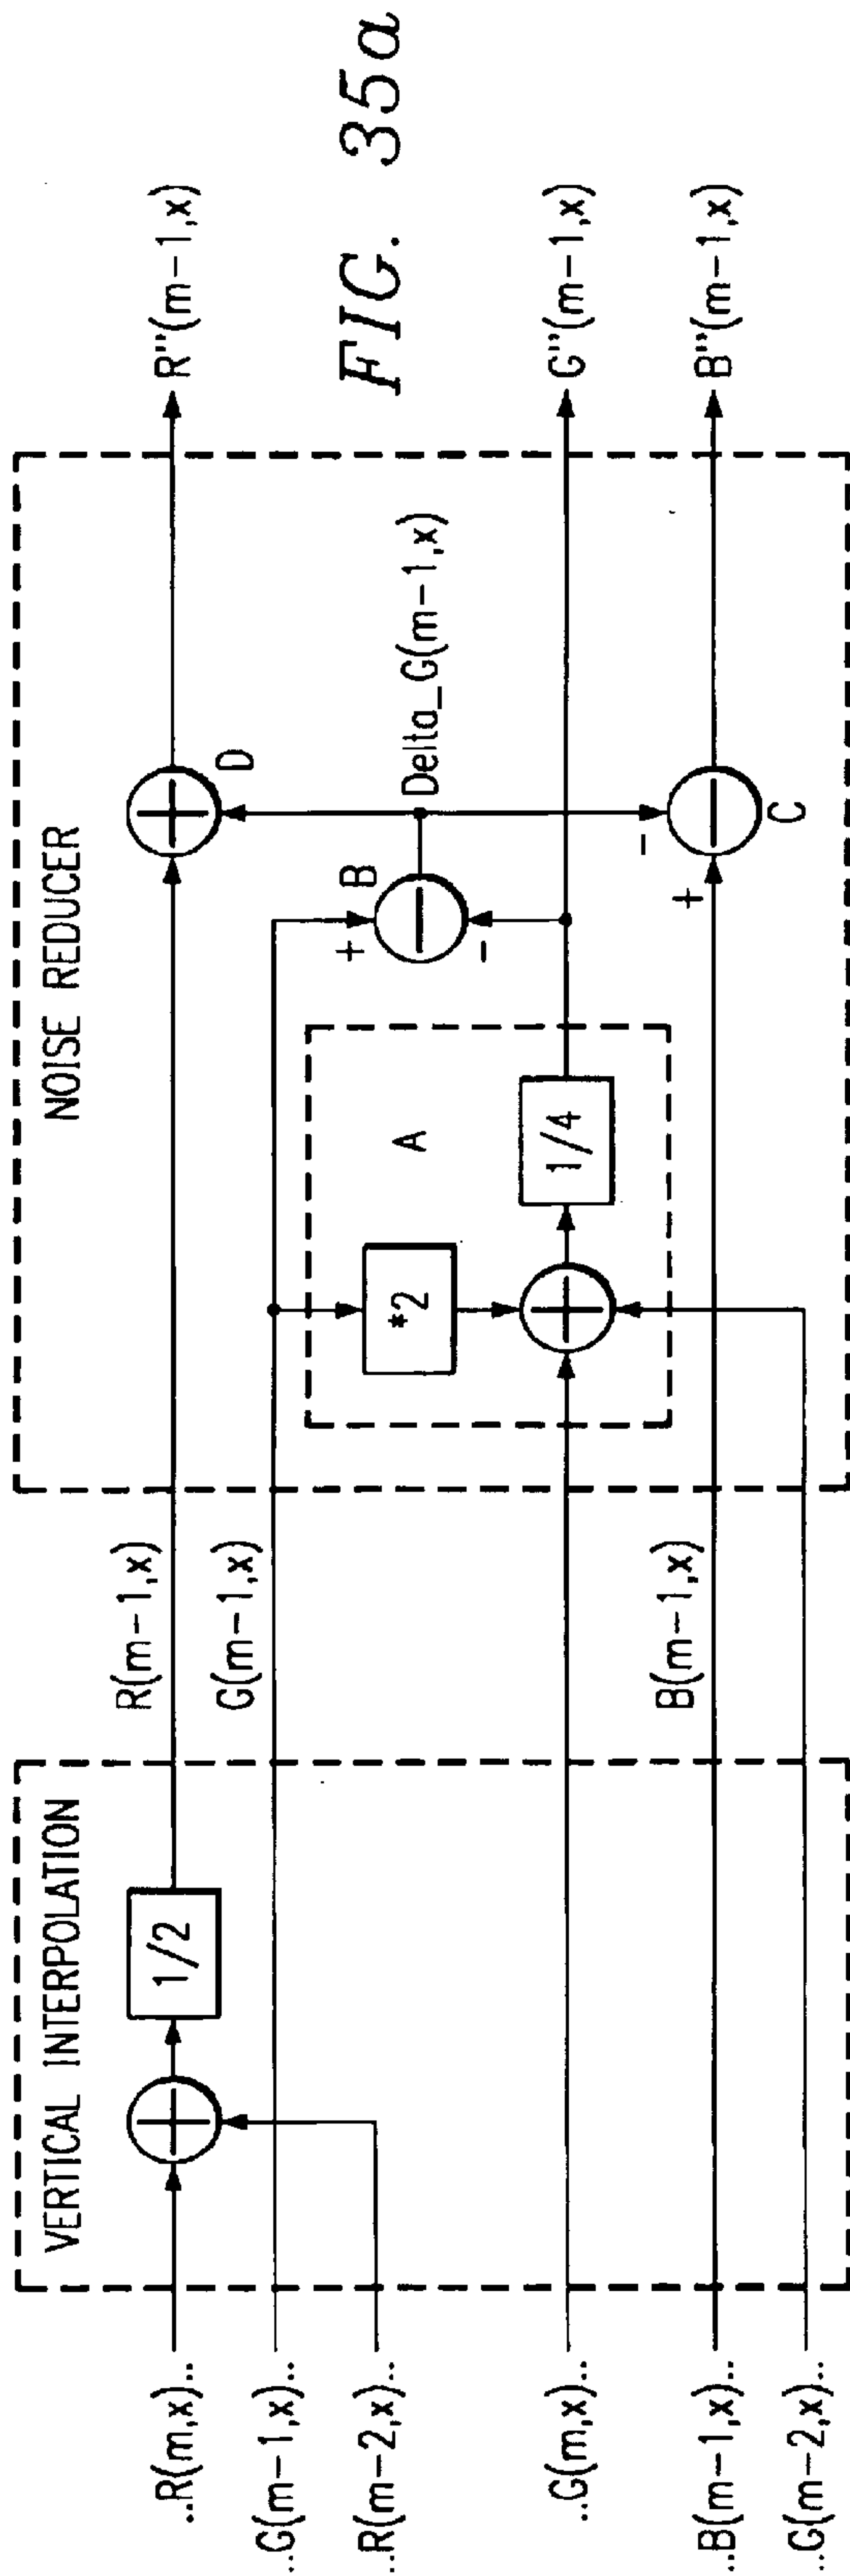 FIG. 35a
VERTICAL INTERPOLATION
NOISE REDUCER
..R(m,x)..
..G(m-1,x)..
..R(m-2,x)..
..G(m,x)..
..B(m-1,x)..
..G(m-2,x)..
+
1/2
R(m-1,x)
G(m-1,x)
B(m-1,x)
*2
+
1/4
A
+
-
-
B
Delta_G(m-1,x)
+
D
+
-
-
C
R"(m-1,x)
G"(m-1,x)
B"(m-1,x)